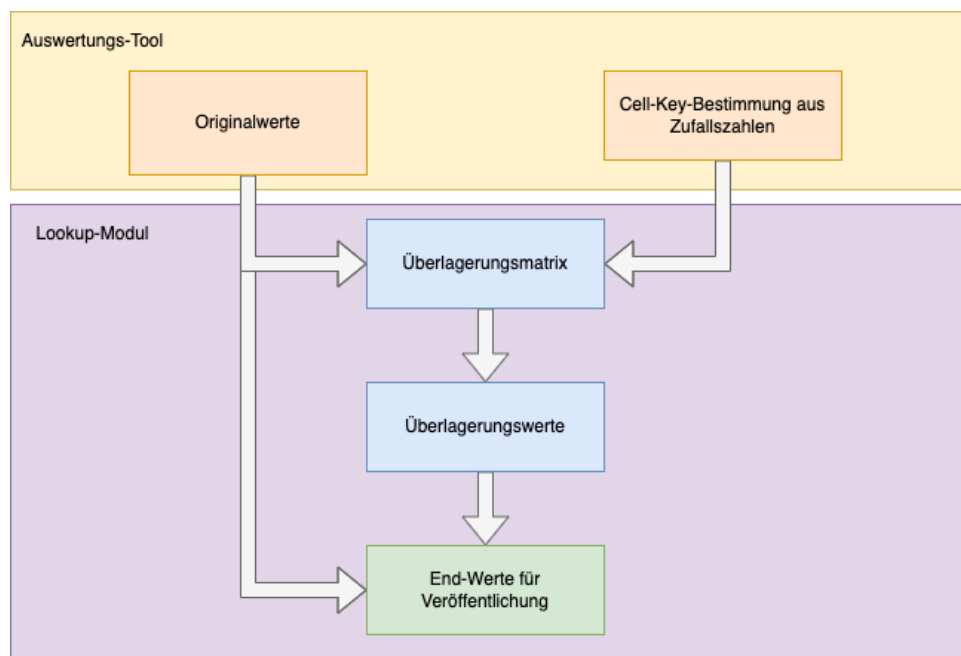 Auswertungs-Tool
Originalwerte
Cell-Key-Bestimmung aus
Zufallszahlen
Lookup-Modul
Überlagerungsmatrix
Überlagerungswerte
End-Werte für
Veröffentlichung